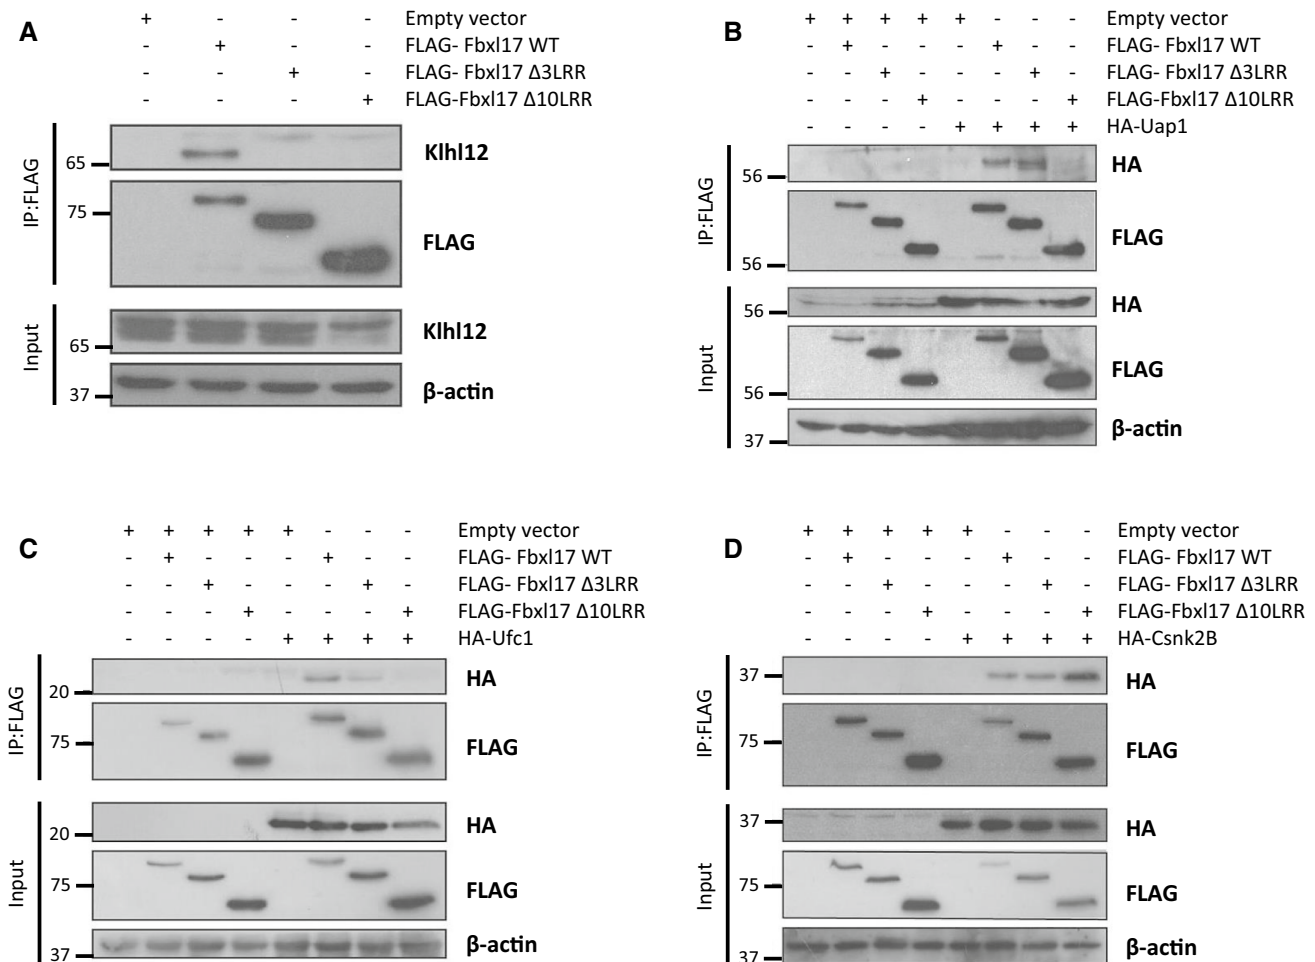 A
+ - - - Empty vector
- + - - FLAG- Fbxl17 WT
- - + - FLAG- Fbxl17 Δ3LRR
- - - + FLAG-Fbxl17 Δ10LRR
IP:FLAG
65
Klhl12
75
FLAG
Input
65
Klhl12
37
β-actin
B
+ + + + + - - - Empty vector
- + - - - + - - FLAG- Fbxl17 WT
- - + - - - + - FLAG- Fbxl17 Δ3LRR
- - - + - - - + FLAG-Fbxl17 Δ10LRR
- - - - + + + + HA-Uap1
IP:FLAG
56
HA
FLAG
56
Input
56
HA
FLAG
56
37
β-actin
C
+ + + + + - - - Empty vector
- + - - - + - - FLAG- Fbxl17 WT
- - + - - - + - FLAG- Fbxl17 Δ3LRR
- - - + - - - + FLAG-Fbxl17 Δ10LRR
- - - - + + + + HA-Ufc1
IP:FLAG
20
HA
75
FLAG
Input
20
HA
75
FLAG
37
β-actin
D
+ + + + + - - - Empty vector
- + - - - + - - FLAG- Fbxl17 WT
- - + - - - + - FLAG- Fbxl17 Δ3LRR
- - - + - - - + FLAG-Fbxl17 Δ10LRR
- - - - + + + + HA-Csnk2B
IP:FLAG
37
HA
75
FLAG
Input
37
HA
75
FLAG
37
β-actin